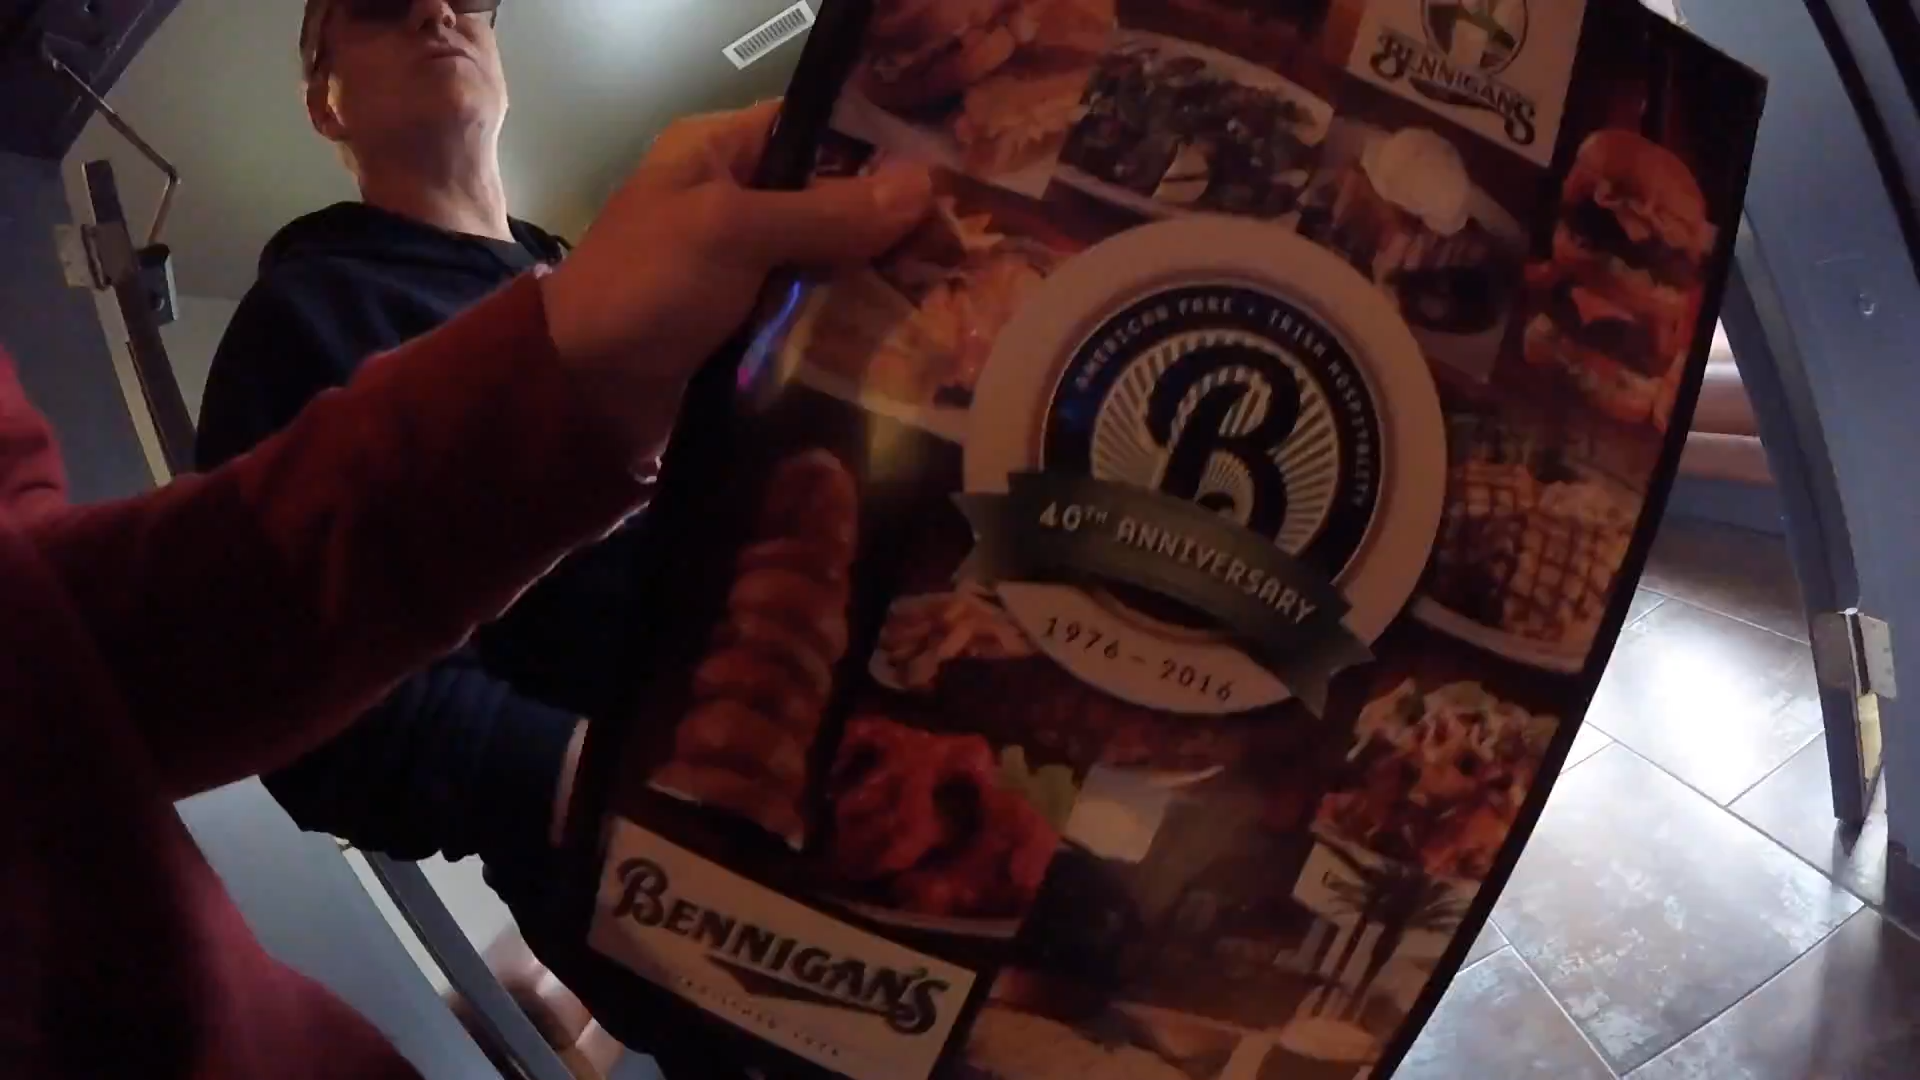 BENNIGAN'S
AMERICAN FARE • IRISH HOSPITALITY
B
40TH ANNIVERSARY
1976 - 2016
BENNIGAN'S